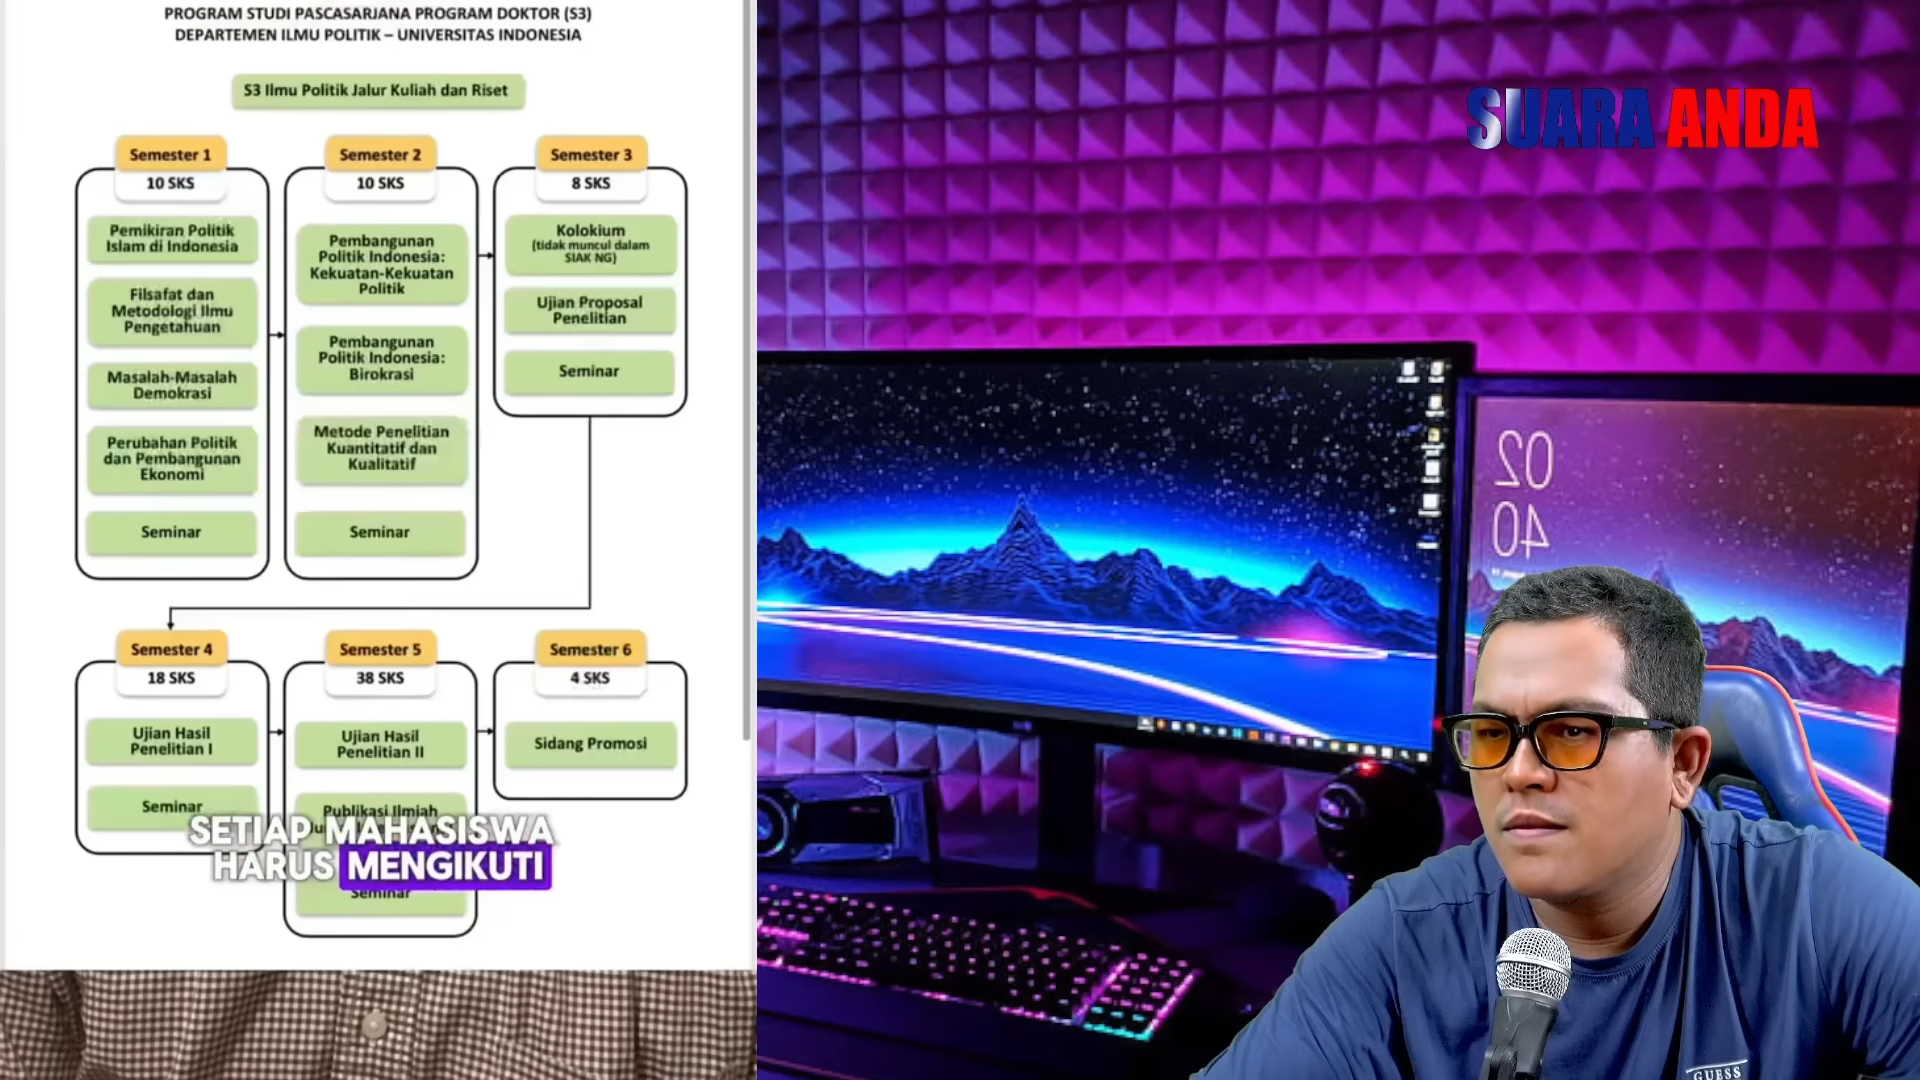 PROGRAM STUDI PASCASARJANA PROGRAM DOKTOR (S3)
DEPARTEMEN ILMU POLITIK – UNIVERSITAS INDONESIA
S3 Ilmu Politik Jalur Kuliah dan Riset
Semester 1
10 SKS
Pemikiran Politik
Islam di Indonesia
Filsafat dan
Metodologi Ilmu
Pengetahuan
Masalah-Masalah
Demokrasi
Perubahan Politik
dan Pembangunan
Ekonomi
Seminar
Semester 2
10 SKS
Pembangunan
Politik Indonesia:
Kekuatan-Kekuatan
Politik
Pembangunan
Politik Indonesia:
Birokrasi
Metode Penelitian
Kuantitatif dan
Kualitatif
Seminar
Semester 3
8 SKS
Kolokium
(tidak muncul dalam
SIAK NG)
Ujian Proposal
Penelitian
Seminar
Semester 4
18 SKS
Ujian Hasil
Penelitian I
Seminar
Semester 5
38 SKS
Ujian Hasil
Penelitian II
Publikasi Ilmiah
Seminar
Semester 6
4 SKS
Sidang Promosi
SETIAP MAHASISWA
HARUS MENGIKUTI
SUARA ANDA
02
40
GUESS